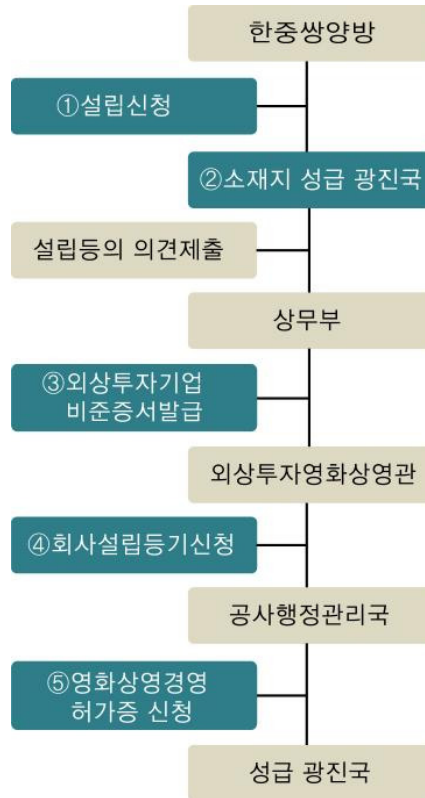 한중쌍양방
①설립신청
②소재지 성급 광진국
설립등의 의견제출
상무부
③외상투자기업
비준증서발급
외상투자영화상영관
④회사설립등기신청
공사행정관리국
⑤영화상영경영
허가증 신청
성급 광진국